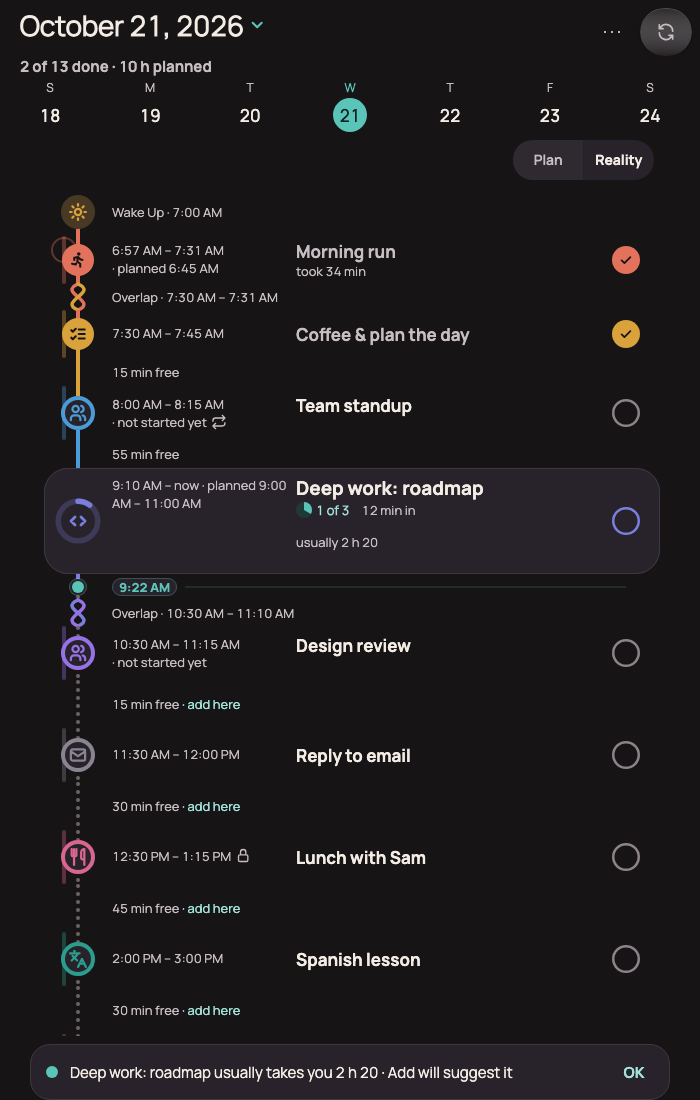 October 21, 2026
2 of 13 done · 10 h planned
S M T W T F S
18 19 20 21 22 23 24
Plan Reality
Wake Up · 7:00 AM
6:57 AM – 7:31 AM
· planned 6:45 AM
Morning run
took 34 min
Overlap · 7:30 AM – 7:31 AM
7:30 AM – 7:45 AM
Coffee & plan the day
15 min free
8:00 AM – 8:15 AM
· not started yet
Team standup
55 min free
9:10 AM – now · planned 9:00
AM – 11:00 AM
Deep work: roadmap
1 of 3 12 min in
usually 2 h 20
9:22 AM
Overlap · 10:30 AM – 11:10 AM
10:30 AM – 11:15 AM
· not started yet
Design review
15 min free · add here
11:30 AM – 12:00 PM
Reply to email
30 min free · add here
12:30 PM – 1:15 PM
Lunch with Sam
45 min free · add here
2:00 PM – 3:00 PM
Spanish lesson
30 min free · add here
Deep work: roadmap usually takes you 2 h 20 · Add will suggest it
OK